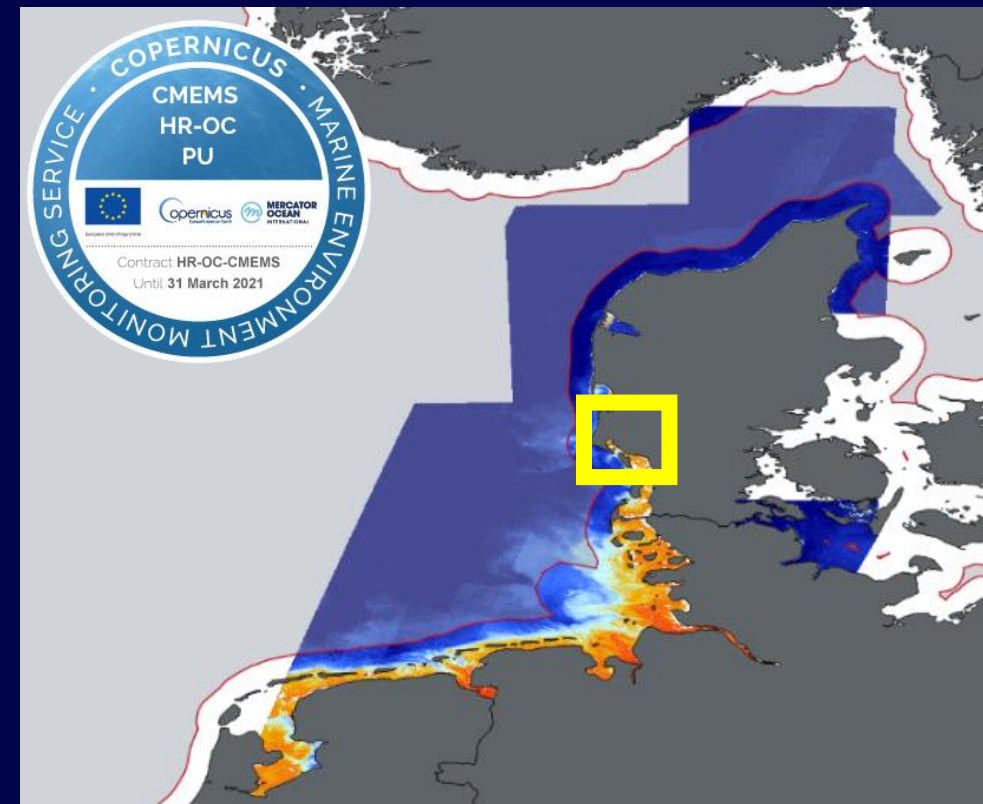 COPERNICUS • MARINE ENVIRONMENT MONITORING SERVICE •
CMEMS
HR-OC
PU
opernicus
MERCATOR
OCEAN
INTERNATIONAL
Contract HR-OC-CMEMS
Until 31 March 2021